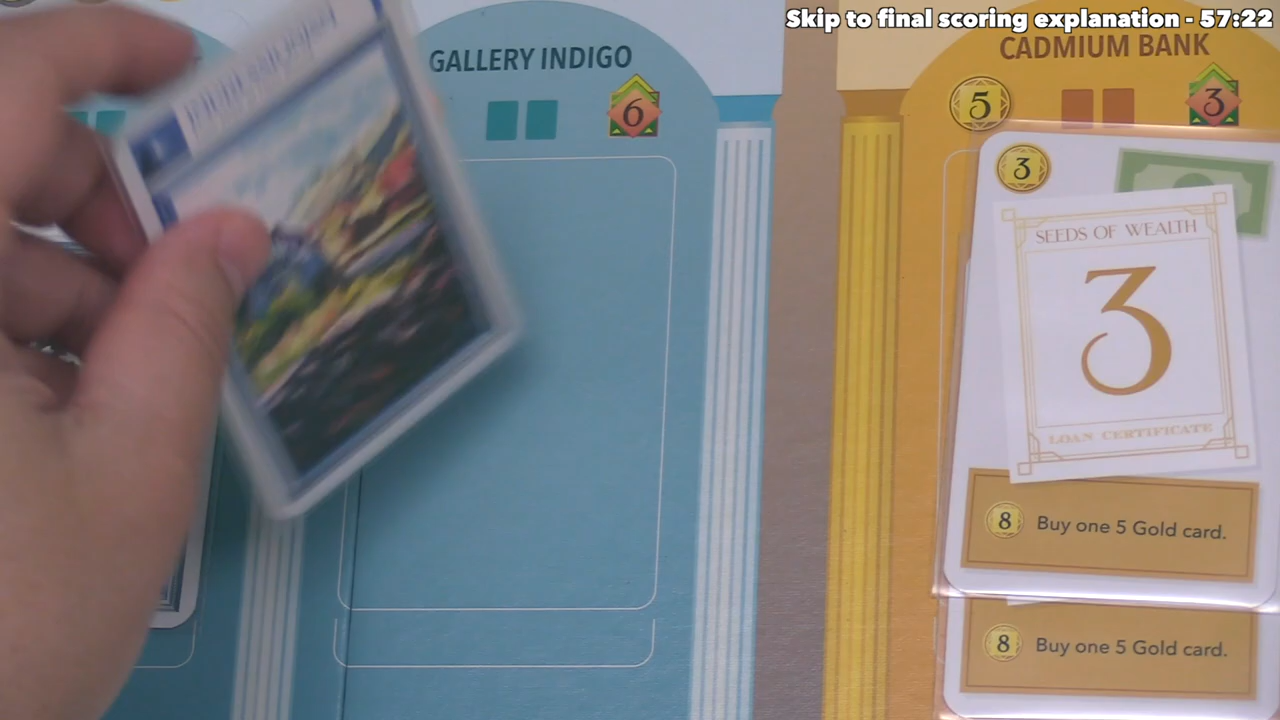 Skip to final scoring explanation - 57:22
GALLERY INDIGO
6
CADMIUM BANK
5
3
3
SEEDS OF WEALTH
3
LOAN CERTIFICATE
8 Buy one 5 Gold card.
8 Buy one 5 Gold card.